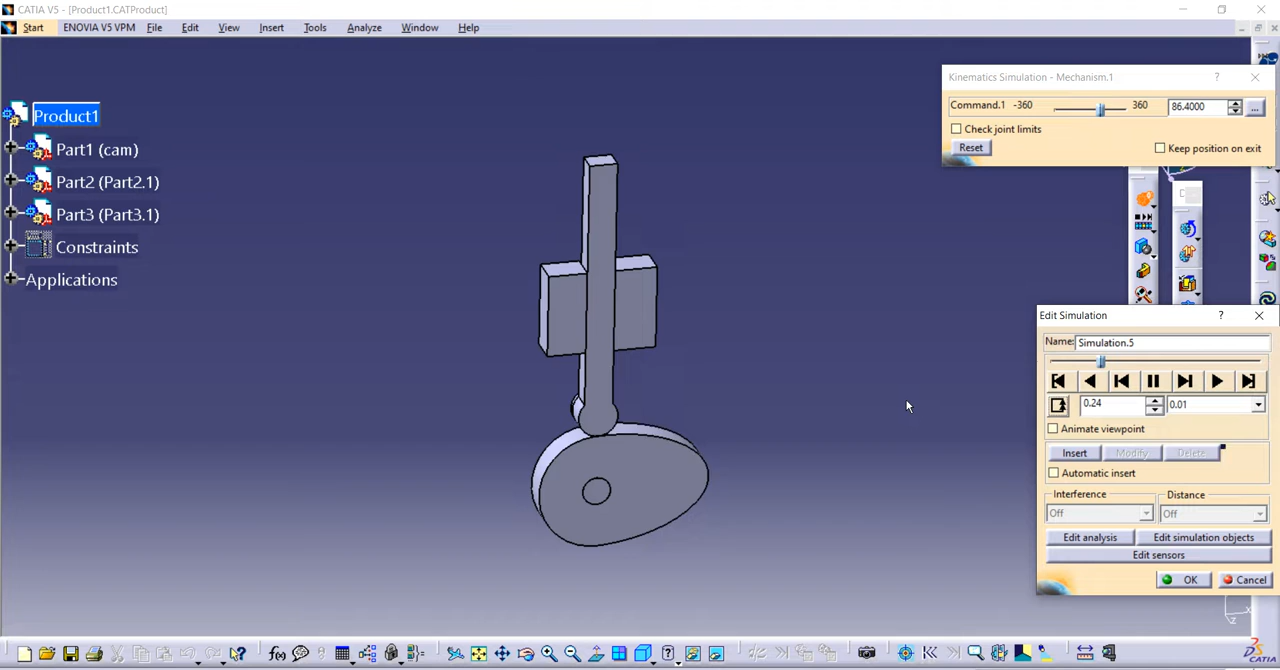 CATIA V5 - [Product1.CATProduct]
Start ENOVIA V5 VPM File Edit View Insert Tools Analyze Window Help
Kinematics Simulation - Mechanism.1 ?
Command.1 -360 360 86.4000 ...
Check joint limits
Reset Keep position on exit
Product1
Part1 (cam)
Part2 (Part2.1)
Part3 (Part3.1)
Constraints
Applications
Edit Simulation ?
Name: Simulation.5
0.24 0.01
Animate viewpoint
Insert Modify Delete
Automatic insert
Interference Distance
Off Off
Edit analysis Edit simulation objects
Edit sensors
OK Cancel
f(x)
CATIA